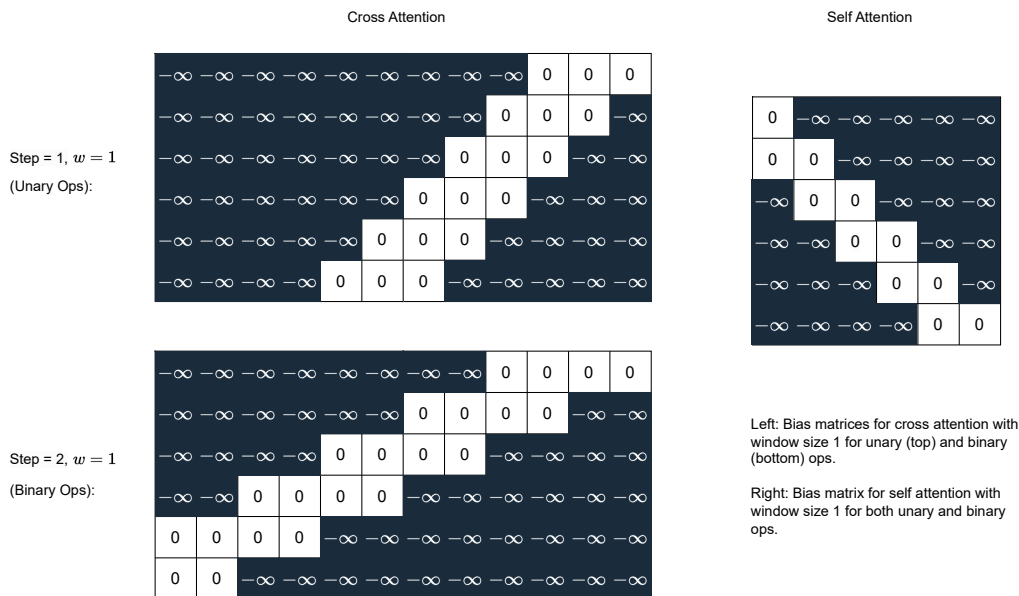 Cross Attention
Self Attention
Step = 1, w = 1
(Unary Ops):
−∞ −∞ −∞ −∞ −∞ −∞ −∞ −∞ −∞ 0 0 0
−∞ −∞ −∞ −∞ −∞ −∞ −∞ −∞ 0 0 0 −∞
−∞ −∞ −∞ −∞ −∞ −∞ −∞ 0 0 0 −∞ −∞
−∞ −∞ −∞ −∞ −∞ −∞ 0 0 0 −∞ −∞ −∞
−∞ −∞ −∞ −∞ −∞ 0 0 0 −∞ −∞ −∞ −∞
−∞ −∞ −∞ −∞ 0 0 0 −∞ −∞ −∞ −∞ −∞
0 −∞ −∞ −∞ −∞ −∞
0 0 −∞ −∞ −∞ −∞
−∞ 0 0 −∞ −∞ −∞
−∞ −∞ 0 0 −∞ −∞
−∞ −∞ −∞ 0 0 −∞
−∞ −∞ −∞ −∞ 0 0
Step = 2, w = 1
(Binary Ops):
−∞ −∞ −∞ −∞ −∞ −∞ −∞ −∞ 0 0 0 0
−∞ −∞ −∞ −∞ −∞ −∞ 0 0 0 0 −∞ −∞
−∞ −∞ −∞ −∞ 0 0 0 0 −∞ −∞ −∞ −∞
−∞ −∞ 0 0 0 0 −∞ −∞ −∞ −∞ −∞ −∞
0 0 0 0 −∞ −∞ −∞ −∞ −∞ −∞ −∞ −∞
0 0 −∞ −∞ −∞ −∞ −∞ −∞ −∞ −∞ −∞ −∞
Left: Bias matrices for cross attention with
window size 1 for unary (top) and binary
(bottom) ops.
Right: Bias matrix for self attention with
window size 1 for both unary and binary
ops.